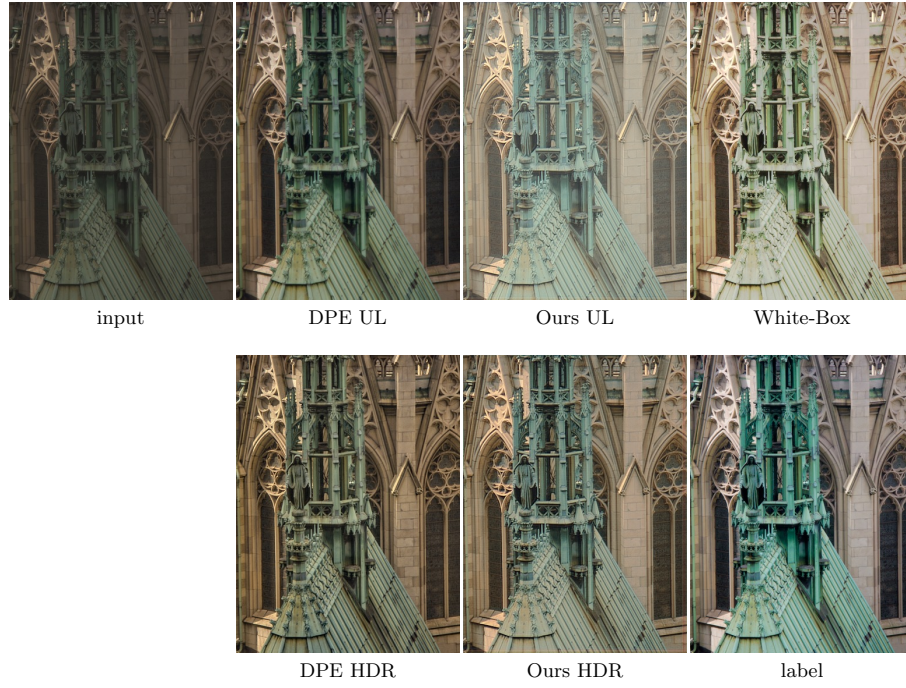 input
DPE UL
Ours UL
White-Box
DPE HDR
Ours HDR
label